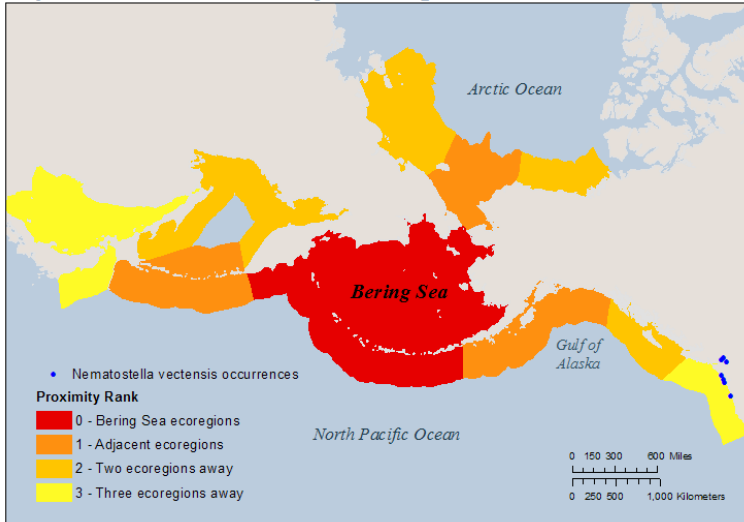 Arctic Ocean
Bering Sea
Gulf of
Alaska
North Pacific Ocean
Nematostella vectensis occurrences
Proximity Rank
0 - Bering Sea ecoregions
1 - Adjacent ecoregions
2 - Two ecoregions away
3 - Three ecoregions away
0 150 300 600 Miles
0 250 500 1,000 Kilometers